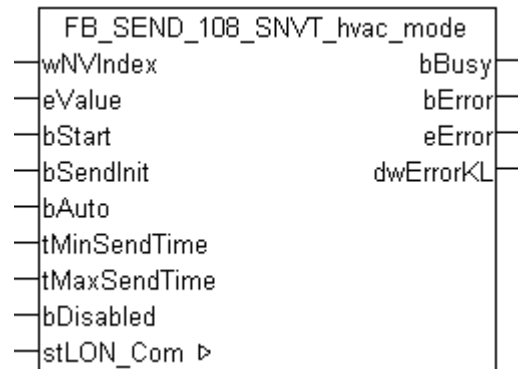 FB_SEND_108_SNVT_hvac_mode
wNVIndex bBusy
eValue bError
bStart eError
bSendInit dwErrorKL
bAuto
tMinSendTime
tMaxSendTime
bDisabled
stLON_Com ▷